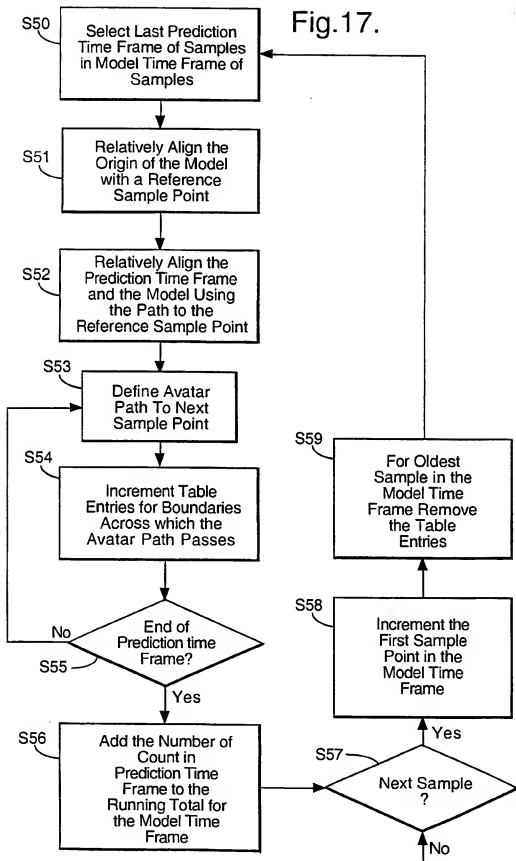 Fig.17.
S50
Select Last Prediction
Time Frame of Samples
in Model Time Frame of
Samples
S51
Relatively Align the
Origin of the Model
with a Reference
Sample Point
S52
Relatively Align the
Prediction Time Frame
and the Model Using
the Path to the
Reference Sample Point
S53
Define Avatar
Path To Next
Sample Point
S54
Increment Table
Entries for Boundaries
Across which the
Avatar Path Passes
No
End of
Prediction time
Frame?
S55
Yes
S56
Add the Number of
Count in
Prediction Time
Frame to the
Running Total for
the Model Time
Frame
S59
For Oldest
Sample in the
Model Time
Frame Remove
the Table
Entries
S58
Increment the
First Sample
Point in the
Model Time
Frame
Yes
S57
Next Sample
?
No